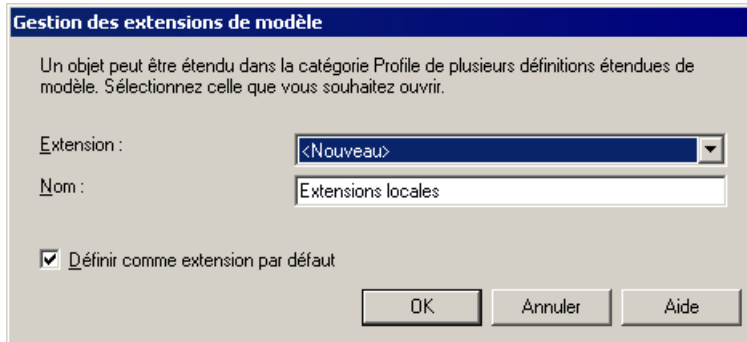 Gestion des extensions de modèle
Un objet peut être étendu dans la catégorie Profile de plusieurs définitions étendues de
modèle. Sélectionnez celle que vous souhaitez ouvrir.
Extension :
<Nouveau>
Nom :
Extensions locales
Définir comme extension par défaut
OK
Annuler
Aide